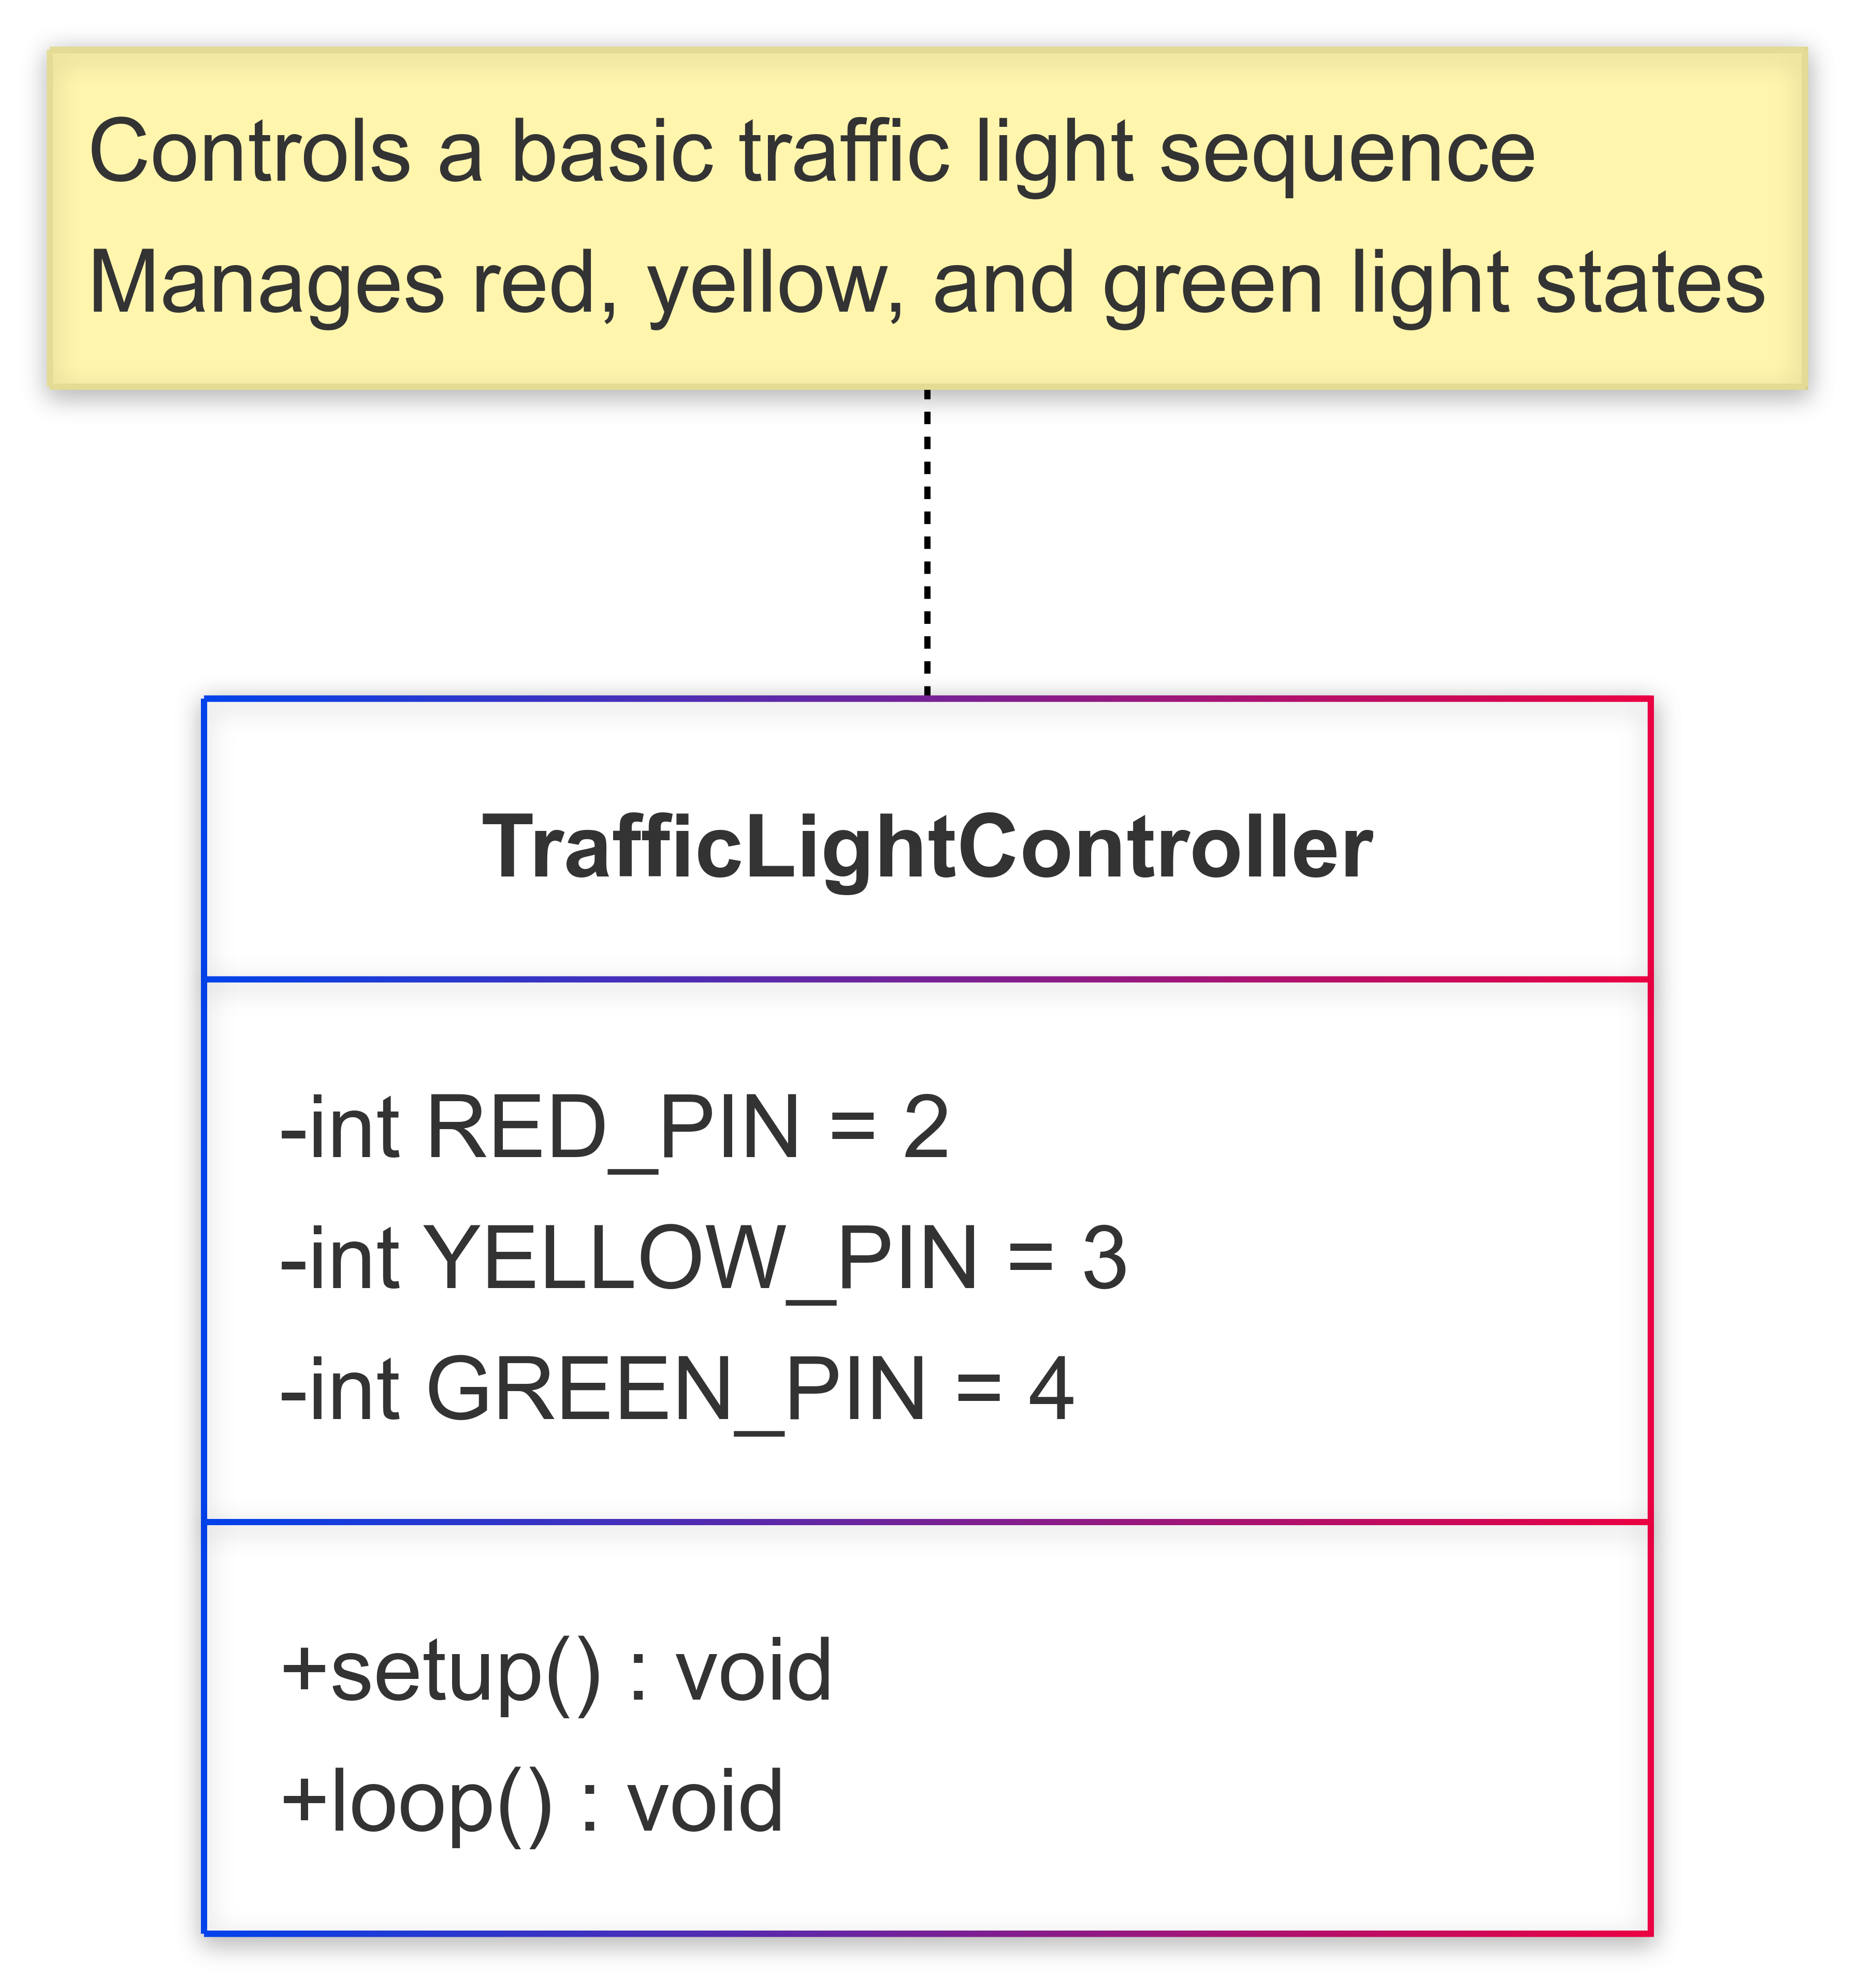 Controls a basic traffic light sequence
Manages red, yellow, and green light states
TrafficLightController
-int RED_PIN = 2
-int YELLOW_PIN = 3
-int GREEN_PIN = 4
+setup() : void
+loop() : void